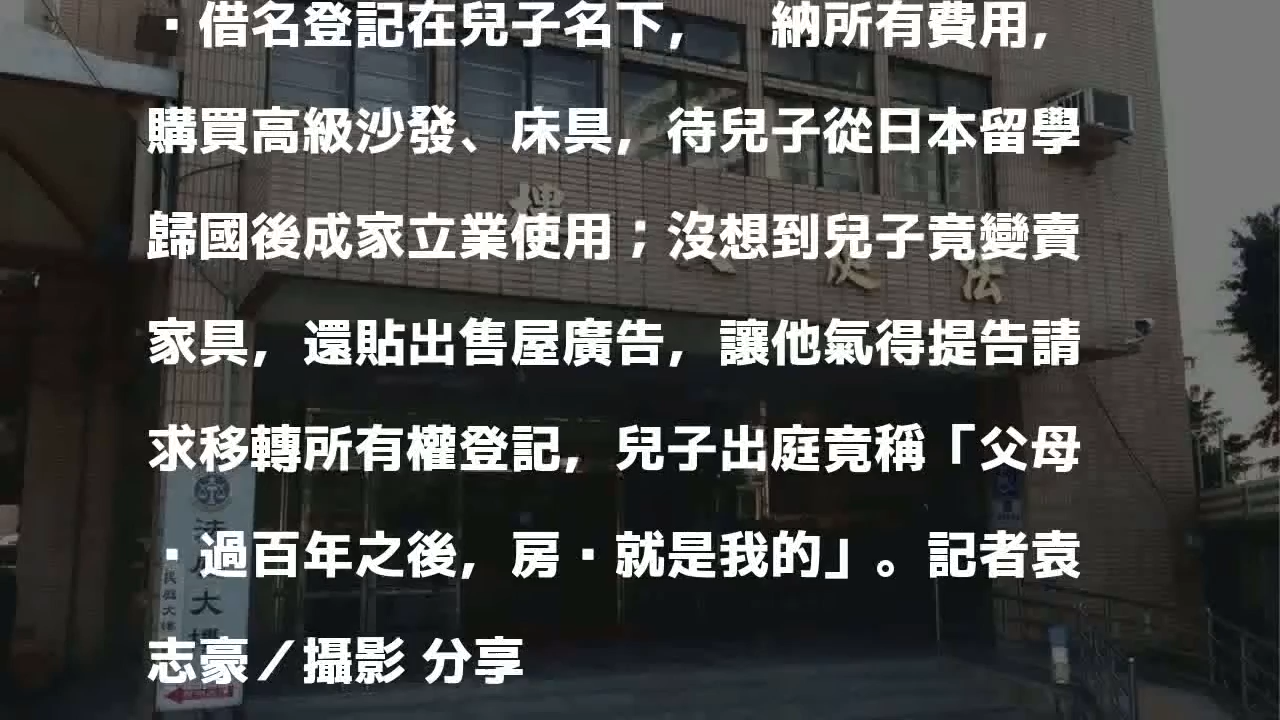 ·借名登記在兒子名下，　納所有費用，
購買高級沙發、床具，待兒子從日本留學
歸國後成家立業使用；沒想到兒子竟變賣
家具，還貼出售屋廣告，讓他氣得提告請
求移轉所有權登記，兒子出庭竟稱「父母
·過百年之後，房·就是我的」。記者袁
志豪／攝影 分享
庭 法
大